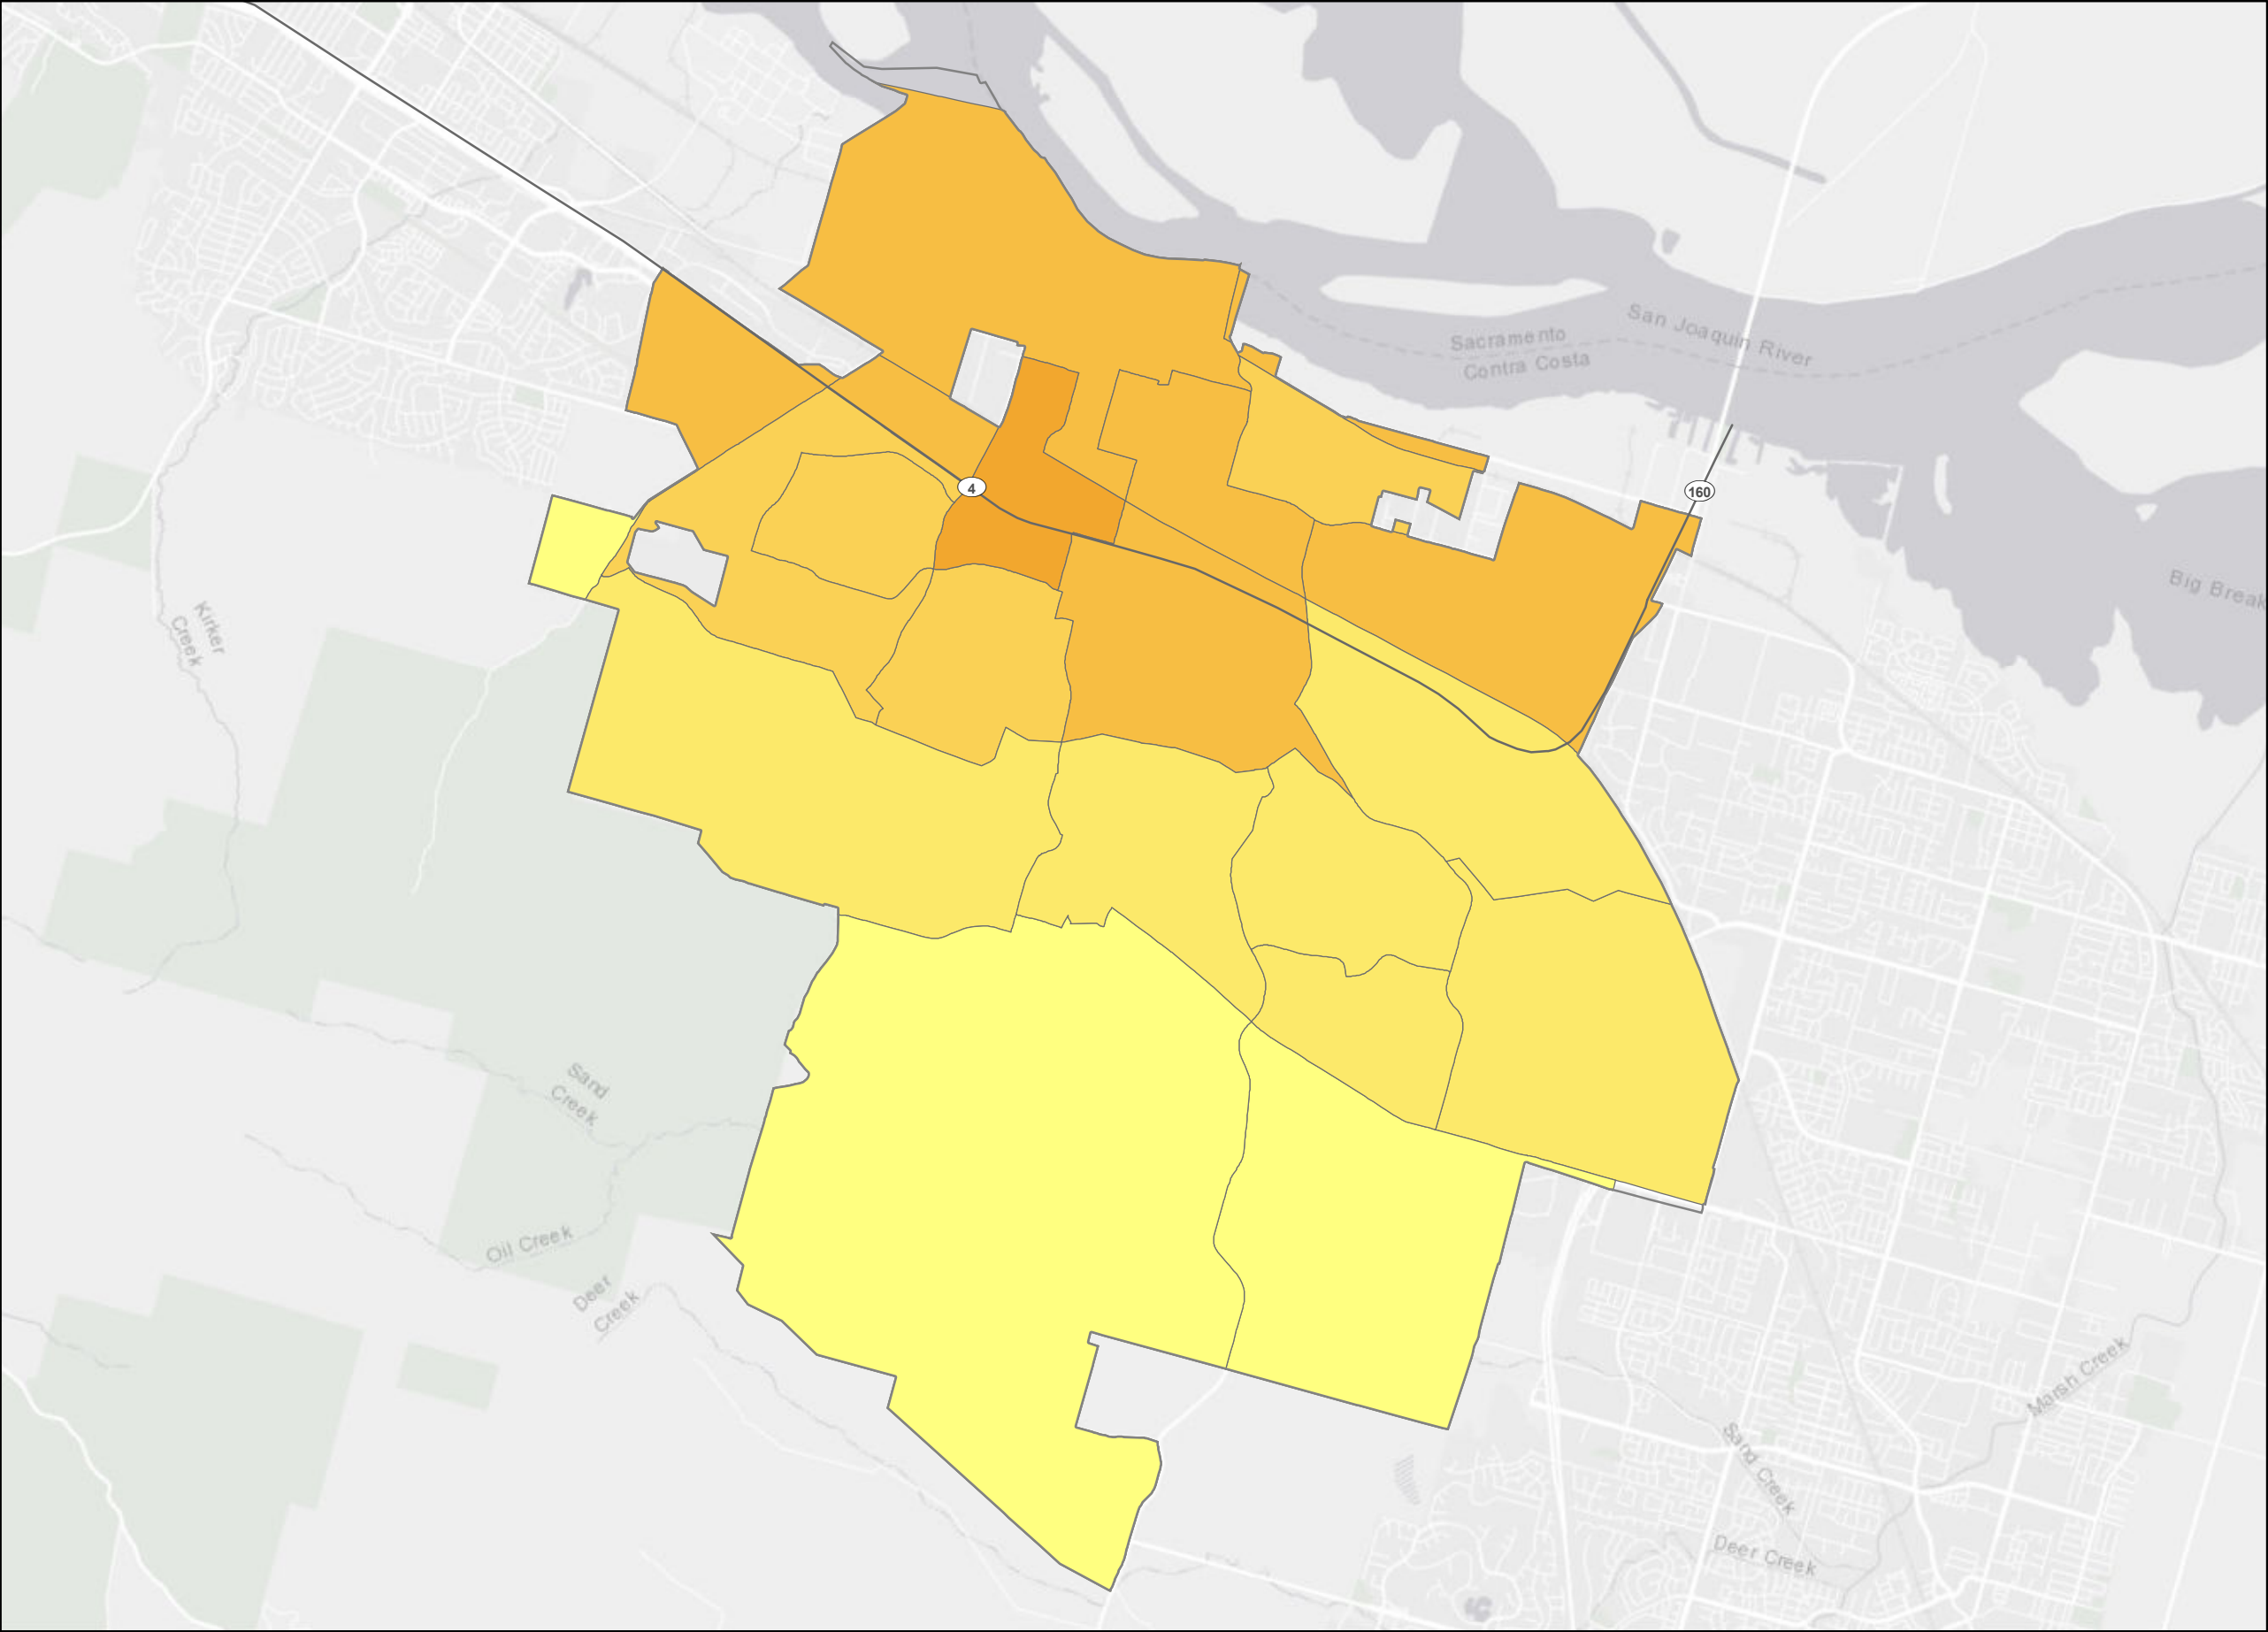 San Joaquin River
Sacramento
Contra Costa
4
160
Big Break
Kirker
Creek
Sand
Creek
Oil Creek
Deer
Creek
Marsh Creek
Sand Creek
Deer Creek